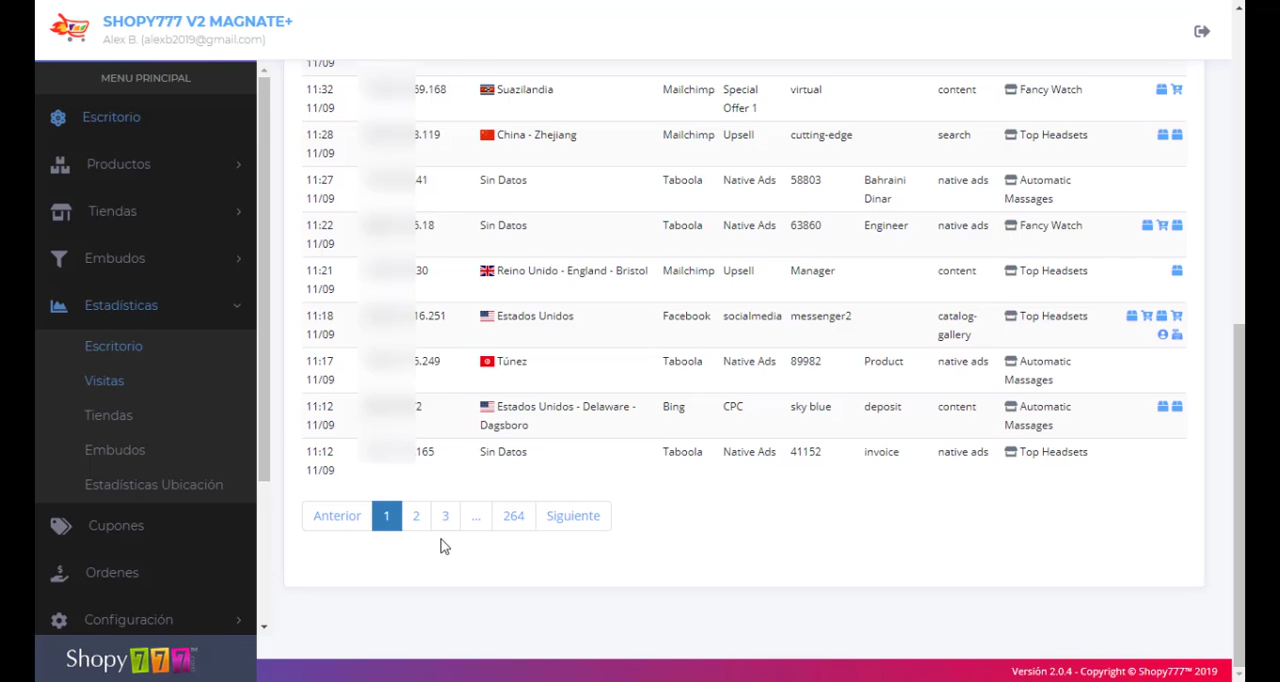 SHOPY777 V2 MAGNATE+
Alex B. (alexb2019@gmail.com)
MENU PRINCIPAL
Escritorio
Productos
Tiendas
Embudos
Estadísticas
Escritorio
Visitas
Tiendas
Embudos
Estadísticas Ubicación
Cupones
Ordenes
Configuración
Shopy777™
11/09
11:32 69.168 Suazilandia Mailchimp Special virtual content Fancy Watch
11/09 Offer 1
11:28 3.119 China - Zhejiang Mailchimp Upsell cutting-edge search Top Headsets
11/09
11:27 41 Sin Datos Taboola Native Ads 58803 Bahraini native ads Automatic
11/09 Dinar Massages
11:22 5.18 Sin Datos Taboola Native Ads 63860 Engineer native ads Fancy Watch
11/09
11:21 30 Reino Unido - England - Bristol Mailchimp Upsell Manager content Top Headsets
11/09
11:18 16.251 Estados Unidos Facebook socialmedia messenger2 catalog- Top Headsets
11/09 gallery
11:17 5.249 Túnez Taboola Native Ads 89982 Product native ads Automatic
11/09 Massages
11:12 2 Estados Unidos - Delaware - Bing CPC sky blue deposit content Automatic
11/09 Dagsboro Massages
11:12 165 Sin Datos Taboola Native Ads 41152 invoice native ads Top Headsets
11/09
Anterior 1 2 3 ... 264 Siguiente
Versión 2.0.4 - Copyright © Shopy777™ 2019